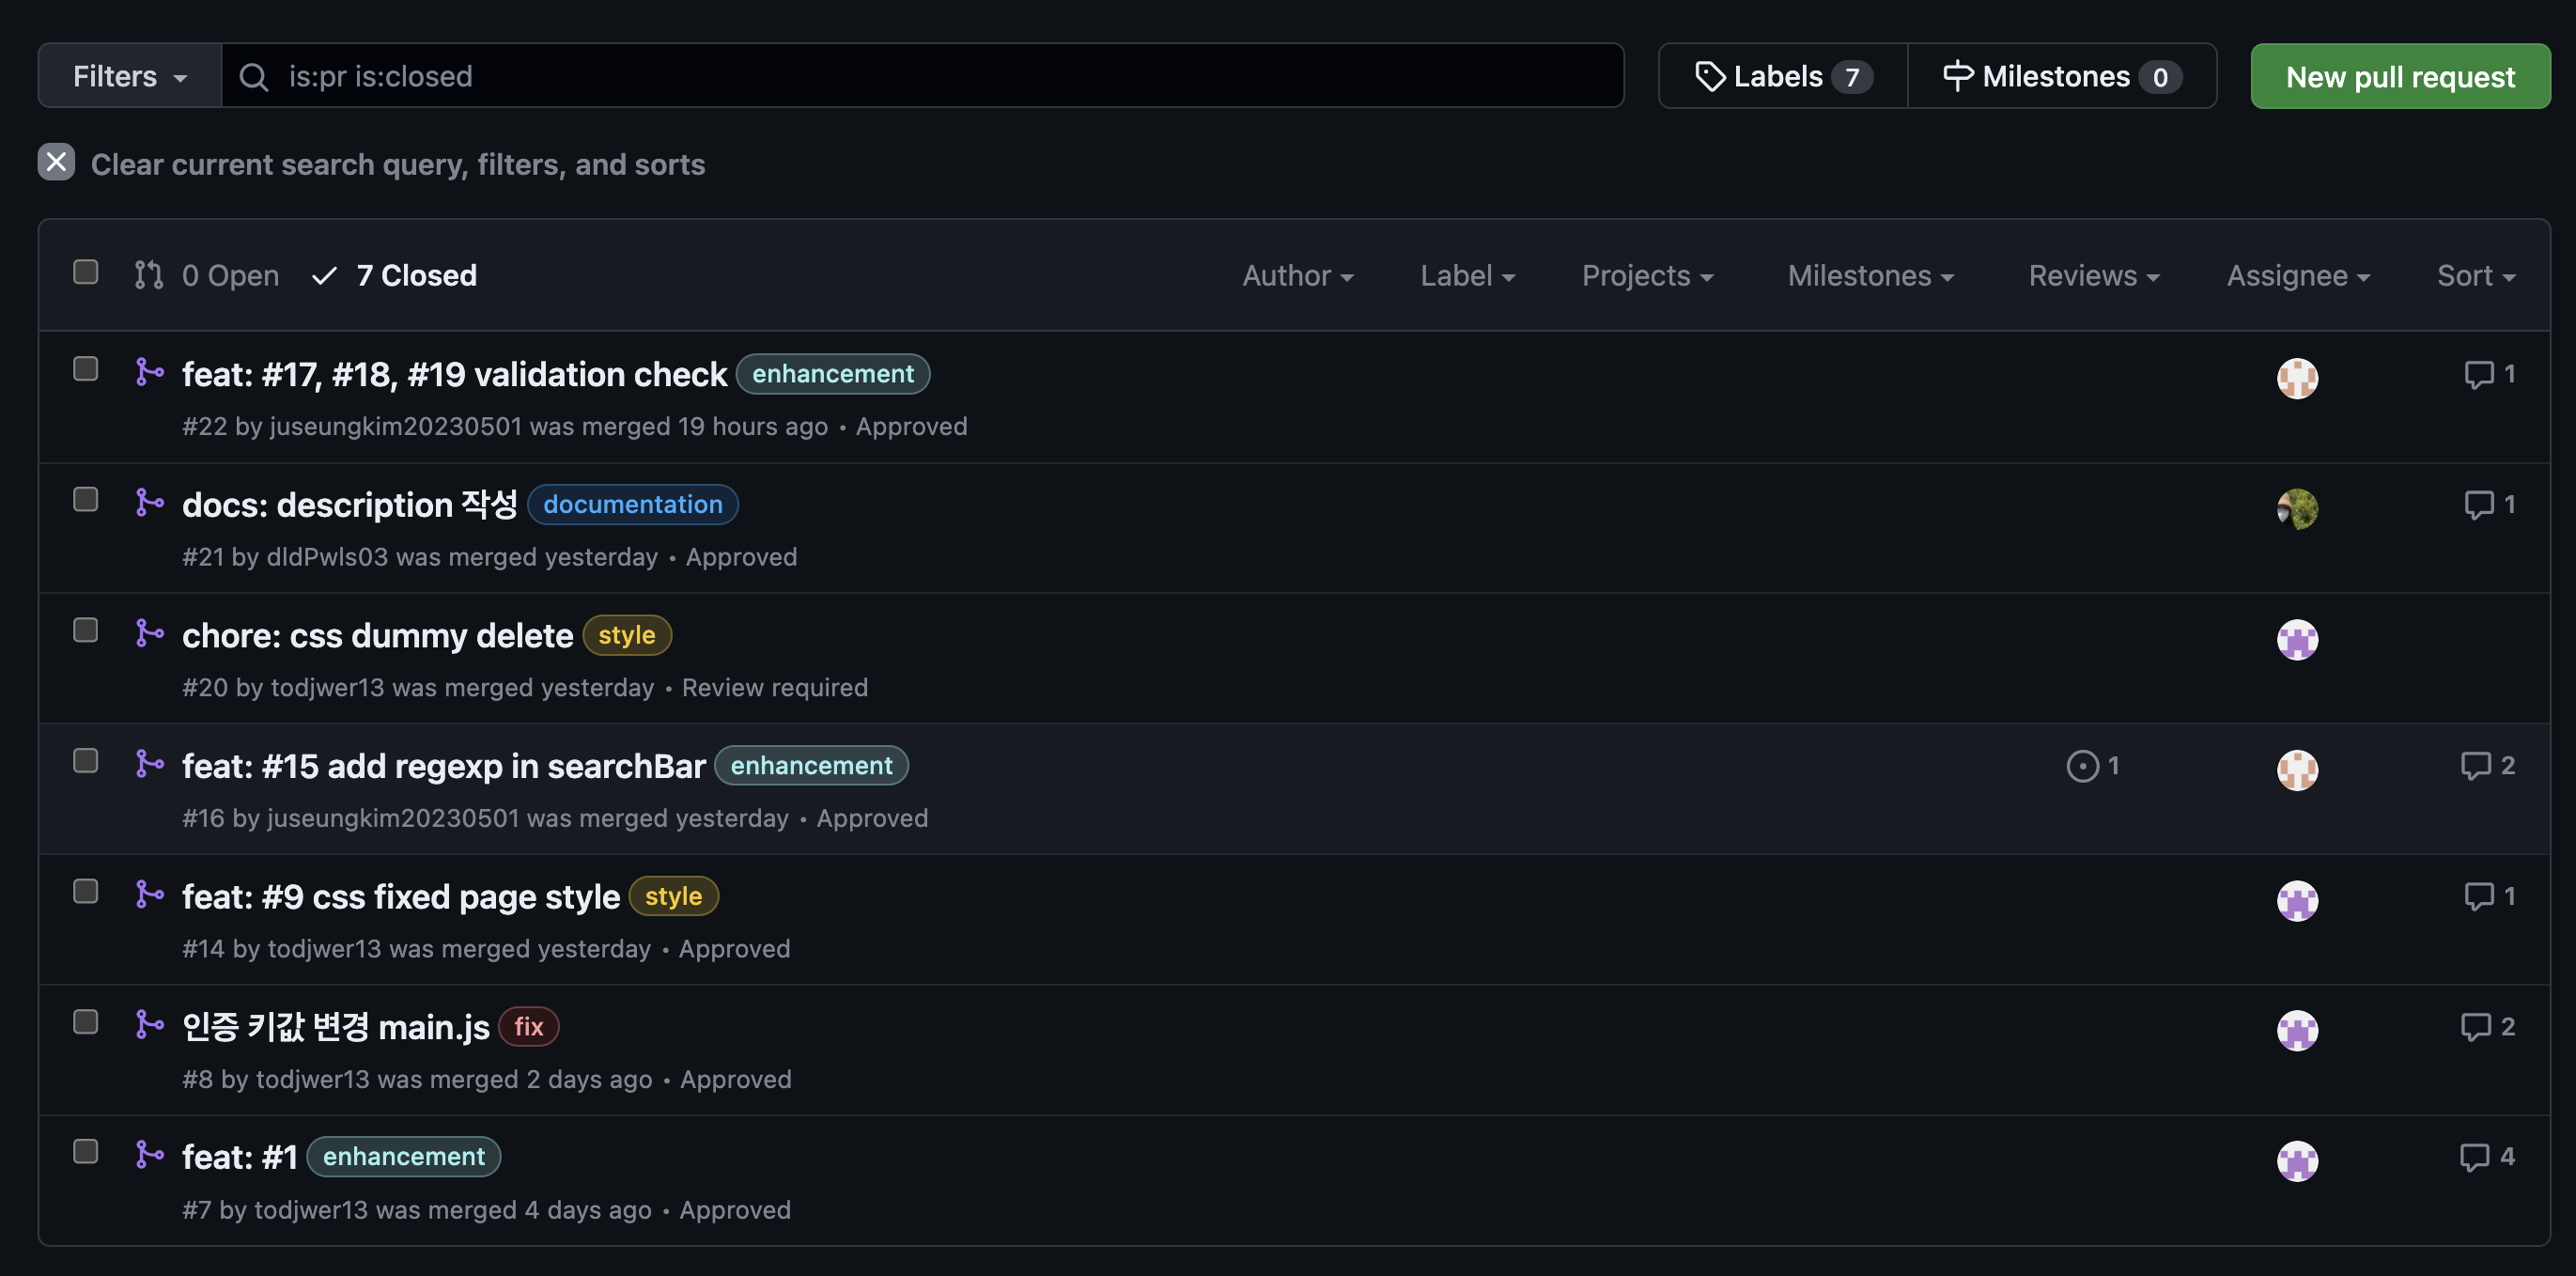 Filters is:pr is:closed Labels 7 Milestones 0 New pull request
Clear current search query, filters, and sorts
0 Open 7 Closed Author Label Projects Milestones Reviews Assignee Sort
feat: #17, #18, #19 validation check enhancement 1
#22 by juseungkim20230501 was merged 19 hours ago • Approved
docs: description 작성 documentation 1
#21 by dldPwls03 was merged yesterday • Approved
chore: css dummy delete style
#20 by todjwer13 was merged yesterday • Review required
feat: #15 add regexp in searchBar enhancement 1 2
#16 by juseungkim20230501 was merged yesterday • Approved
feat: #9 css fixed page style style 1
#14 by todjwer13 was merged yesterday • Approved
인증 키값 변경 main.js fix 2
#8 by todjwer13 was merged 2 days ago • Approved
feat: #1 enhancement 4
#7 by todjwer13 was merged 4 days ago • Approved